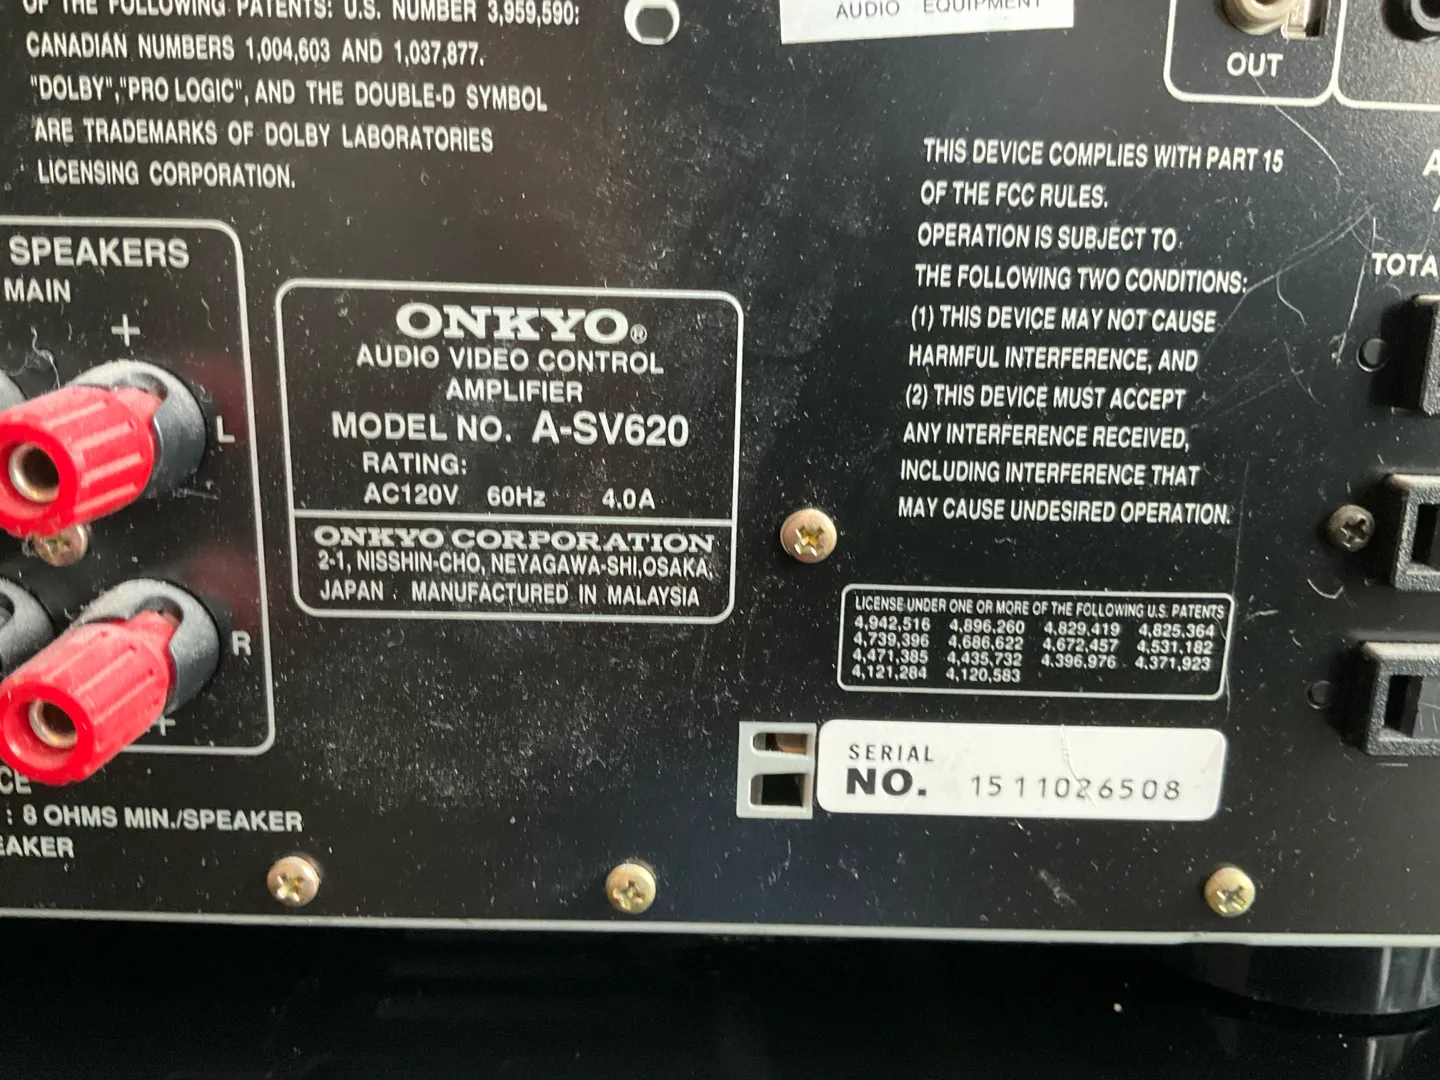 OF THE FOLLOWING PATENTS: U.S. NUMBER 3,959,590:
CANADIAN NUMBERS 1,004,603 AND 1,037,877.
"DOLBY","PRO LOGIC", AND THE DOUBLE-D SYMBOL
ARE TRADEMARKS OF DOLBY LABORATORIES
LICENSING CORPORATION.
AUDIO EQUIPMENT
OUT
SPEAKERS
MAIN
+
L
R
+
: 8 OHMS MIN./SPEAKER
ONKYO®
AUDIO VIDEO CONTROL
AMPLIFIER
MODEL NO. A-SV620
RATING:
AC120V 60Hz 4.0A
ONKYO CORPORATION
2-1, NISSHIN-CHO, NEYAGAWA-SHI,OSAKA,
JAPAN . MANUFACTURED IN MALAYSIA
THIS DEVICE COMPLIES WITH PART 15
OF THE FCC RULES.
OPERATION IS SUBJECT TO
THE FOLLOWING TWO CONDITIONS:
(1) THIS DEVICE MAY NOT CAUSE
HARMFUL INTERFERENCE, AND
(2) THIS DEVICE MUST ACCEPT
ANY INTERFERENCE RECEIVED,
INCLUDING INTERFERENCE THAT
MAY CAUSE UNDESIRED OPERATION.
LICENSE UNDER ONE OR MORE OF THE FOLLOWING U.S. PATENTS
4,942,516 4,896,260 4,829,419 4,825,364
4,739,396 4,686,622 4,672,457 4,531,182
4,471,385 4,435,732 4,396,976 4,371,923
4,121,284 4,120,583
SERIAL
NO. 1511026508